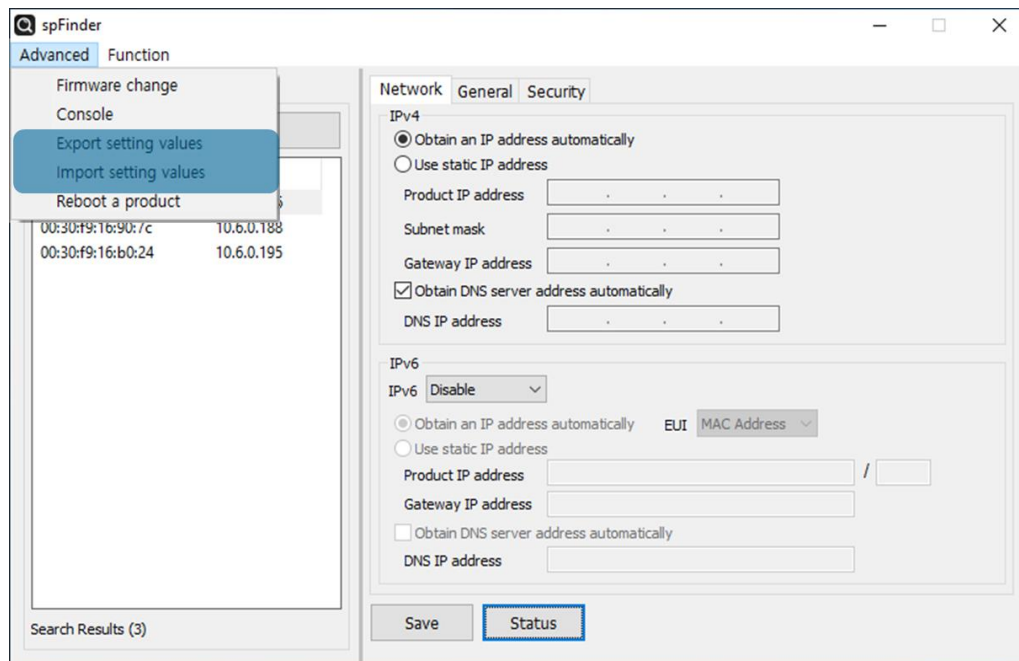 spFinder
Advanced Function
Firmware change
Console
Export setting values
Import setting values
Reboot a product
00:30:f9:16:90:7c 10.6.0.188
00:30:f9:16:b0:24 10.6.0.195
Search Results (3)
Network General Security
IPv4
Obtain an IP address automatically
Use static IP address
Product IP address . . .
Subnet mask . . .
Gateway IP address . . .
Obtain DNS server address automatically
DNS IP address . . .
IPv6
IPv6 Disable
Obtain an IP address automatically EUI MAC Address
Use static IP address
Product IP address /
Gateway IP address
Obtain DNS server address automatically
DNS IP address
Save Status